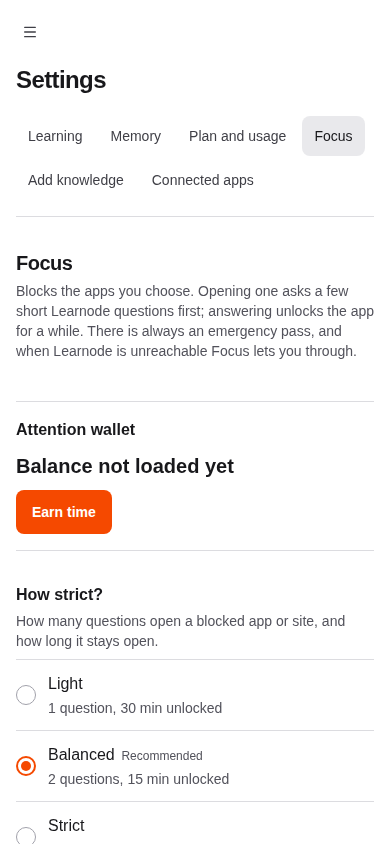 Settings
Learning
Memory
Plan and usage
Focus
Add knowledge
Connected apps
Focus
Blocks the apps you choose. Opening one asks a few
short Learnode questions first; answering unlocks the app
for a while. There is always an emergency pass, and
when Learnode is unreachable Focus lets you through.
Attention wallet
Balance not loaded yet
Earn time
How strict?
How many questions open a blocked app or site, and
how long it stays open.
Light
1 question, 30 min unlocked
Balanced Recommended
2 questions, 15 min unlocked
Strict